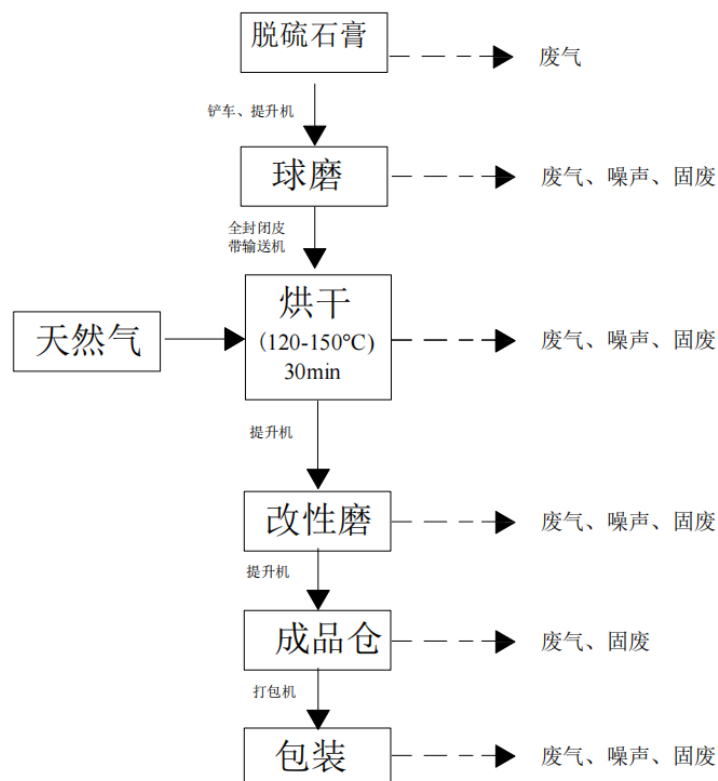 脱硫石膏
废气
铲车、提升机
球磨
废气、噪声、固废
全封闭皮
带输送机
天然气
烘干
(120-150℃)
30min
废气、噪声、固废
提升机
改性磨
废气、噪声、固废
提升机
成品仓
废气、固废
打包机
包装
废气、噪声、固废